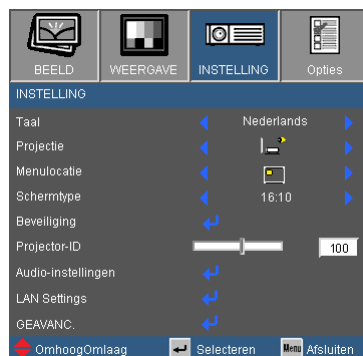 BEELD WEERGAVE INSTELLING Opties
INSTELLING
Taal Nederlands
Projectie
Menulocatie
Schermtype 16:10
Beveiliging
Projector-ID 100
Audio-instellingen
LAN Settings
GEAVANC.
OmhoogOmlaag Selecteren Menu Afsluiten